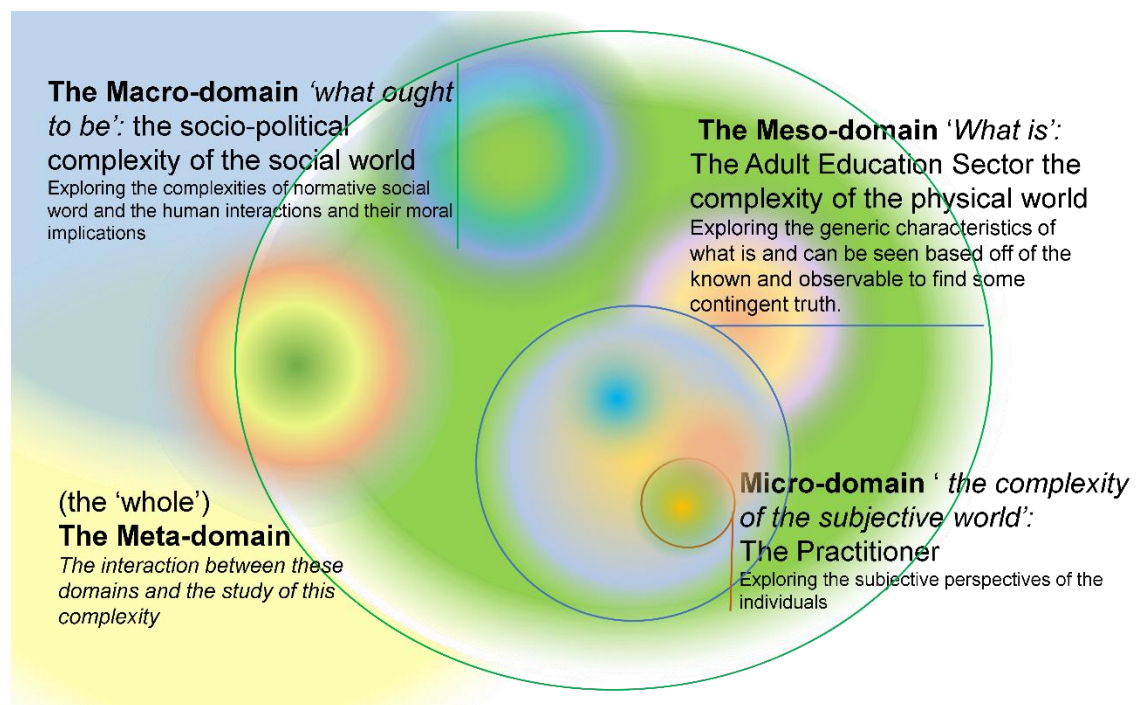 The Macro-domain ‘what ought
to be’: the socio-political
complexity of the social world
Exploring the complexities of normative social
word and the human interactions and their moral
implications
The Meso-domain ‘What is’:
The Adult Education Sector the
complexity of the physical world
Exploring the generic characteristics of
what is and can be seen based off of the
known and observable to find some
contingent truth.
(the ‘whole’)
The Meta-domain
The interaction between these
domains and the study of this
complexity
Micro-domain ‘ the complexity
of the subjective world’:
The Practitioner
Exploring the subjective perspectives of the
individuals